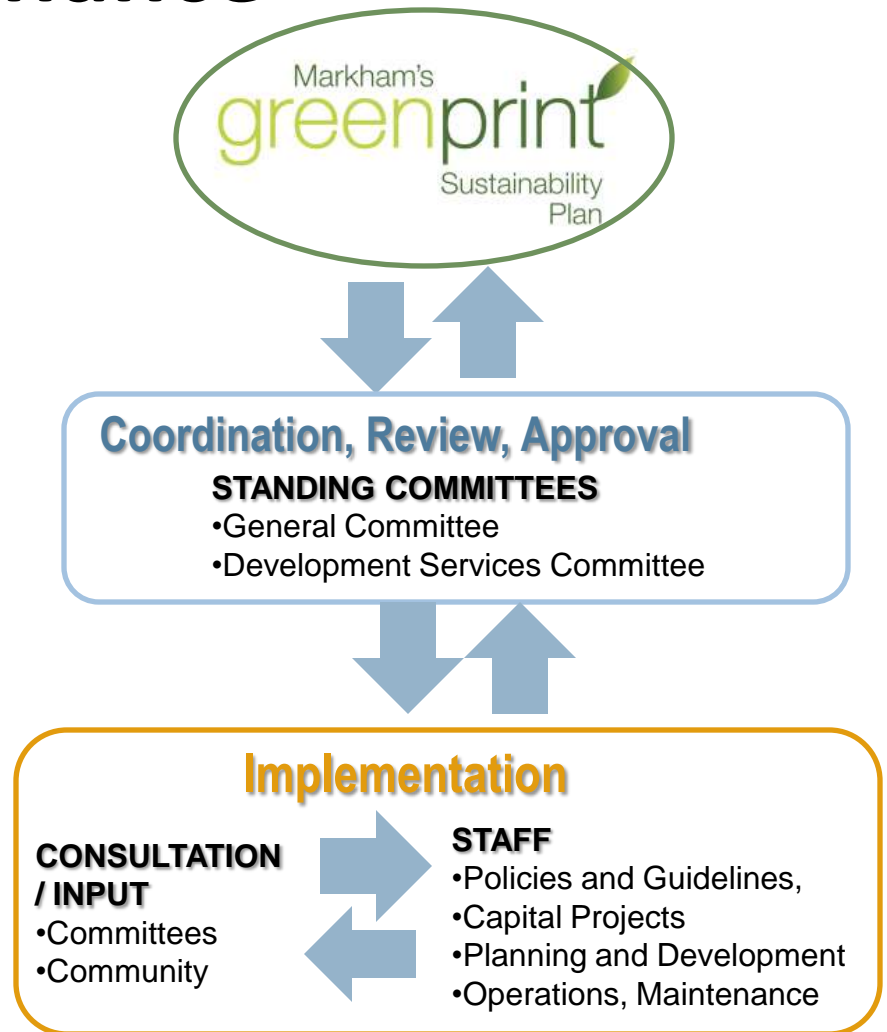 Markham's
greenprint
Sustainability
Plan
Coordination, Review, Approval
STANDING COMMITTEES
•General Committee
•Development Services Committee
Implementation
CONSULTATION
/ INPUT
•Committees
•Community
STAFF
•Policies and Guidelines,
•Capital Projects
•Planning and Development
•Operations, Maintenance